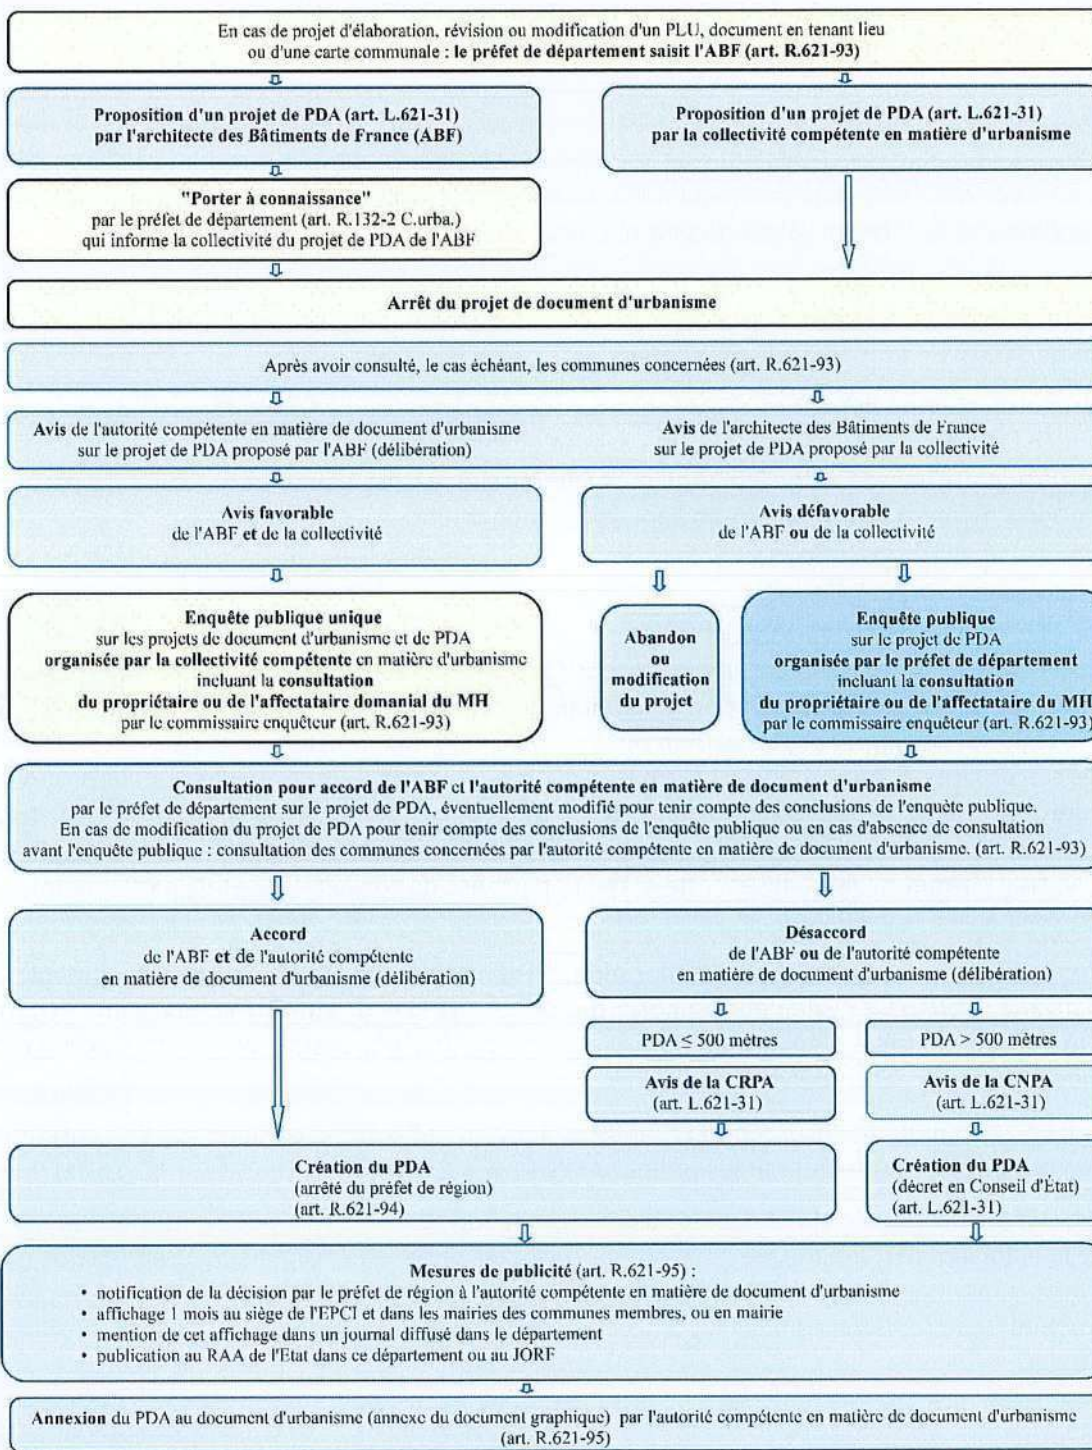 En cas de projet d'élaboration, révision ou modification d'un PLU, document en tenant lieu
ou d'une carte communale : le préfet de département saisit l'ABF (art. R.621-93)
Proposition d'un projet de PDA (art. L.621-31)
par l'architecte des Bâtiments de France (ABF)
Proposition d'un projet de PDA (art. L.621-31)
par la collectivité compétente en matière d'urbanisme
"Porter à connaissance"
par le préfet de département (art. R.132-2 C.urba.)
qui informe la collectivité du projet de PDA de l'ABF
Arrêt du projet de document d'urbanisme
Après avoir consulté, le cas échéant, les communes concernées (art. R.621-93)
Avis de l'autorité compétente en matière de document d'urbanisme
sur le projet de PDA proposé par l'ABF (délibération)
Avis de l'architecte des Bâtiments de France
sur le projet de PDA proposé par la collectivité
Avis favorable
de l'ABF et de la collectivité
Avis défavorable
de l'ABF ou de la collectivité
Enquête publique unique
sur les projets de document d'urbanisme et de PDA
organisée par la collectivité compétente en matière d'urbanisme
incluant la consultation
du propriétaire ou de l'affectataire domanial du MH
par le commissaire enquêteur (art. R.621-93)
Abandon
ou
modification
du projet
Enquête publique
sur le projet de PDA
organisée par le préfet de département
incluant la consultation
du propriétaire ou de l'affectataire du MH
par le commissaire enquêteur (art. R.621-93)
Consultation pour accord de l'ABF et l'autorité compétente en matière de document d'urbanisme
par le préfet de département sur le projet de PDA, éventuellement modifié pour tenir compte des conclusions de l'enquête publique.
En cas de modification du projet de PDA pour tenir compte des conclusions de l'enquête publique ou en cas d'absence de consultation
avant l'enquête publique : consultation des communes concernées par l'autorité compétente en matière de document d'urbanisme. (art. R.621-93)
Accord
de l'ABF et de l'autorité compétente
en matière de document d'urbanisme (délibération)
Désaccord
de l'ABF ou de l'autorité compétente
en matière de document d'urbanisme (délibération)
PDA ≤ 500 mètres
PDA > 500 mètres
Avis de la CRPA
(art. L.621-31)
Avis de la CNPA
(art. L.621-31)
Création du PDA
(arrêté du préfet de région)
(art. R.621-94)
Création du PDA
(décret en Conseil d'État)
(art. L.621-31)
Mesures de publicité (art. R.621-95) :
• notification de la décision par le préfet de région à l'autorité compétente en matière de document d'urbanisme
• affichage 1 mois au siège de l'EPCI et dans les mairies des communes membres, ou en mairie
• mention de cet affichage dans un journal diffusé dans le département
• publication au RAA de l'Etat dans ce département ou au JORF
Annexion du PDA au document d'urbanisme (annexe du document graphique) par l'autorité compétente en matière de document d'urbanisme
(art. R.621-95)